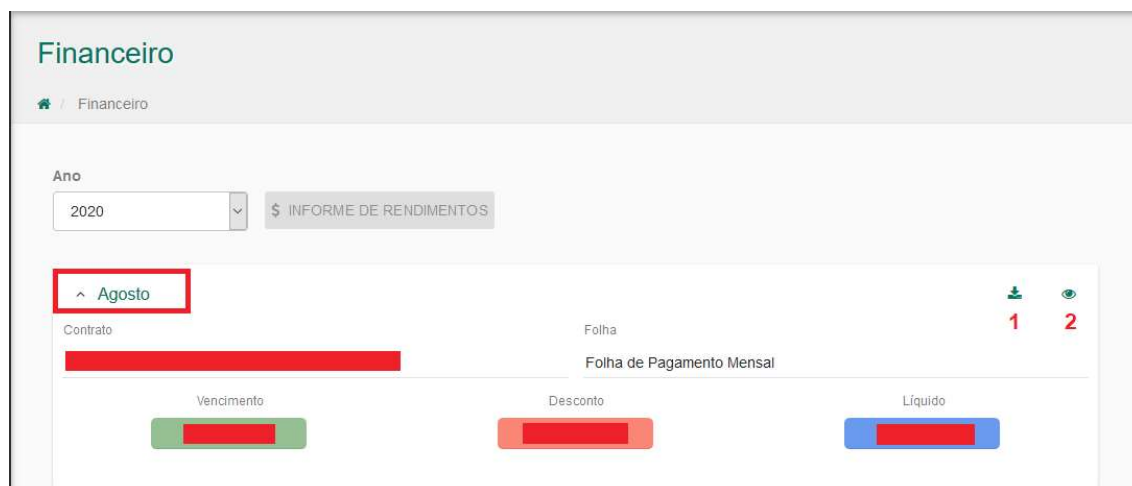 Financeiro
/ Financeiro
Ano
2020
$ INFORME DE RENDIMENTOS
Agosto
1 2
Contrato Folha
Folha de Pagamento Mensal
Vencimento Desconto Líquido